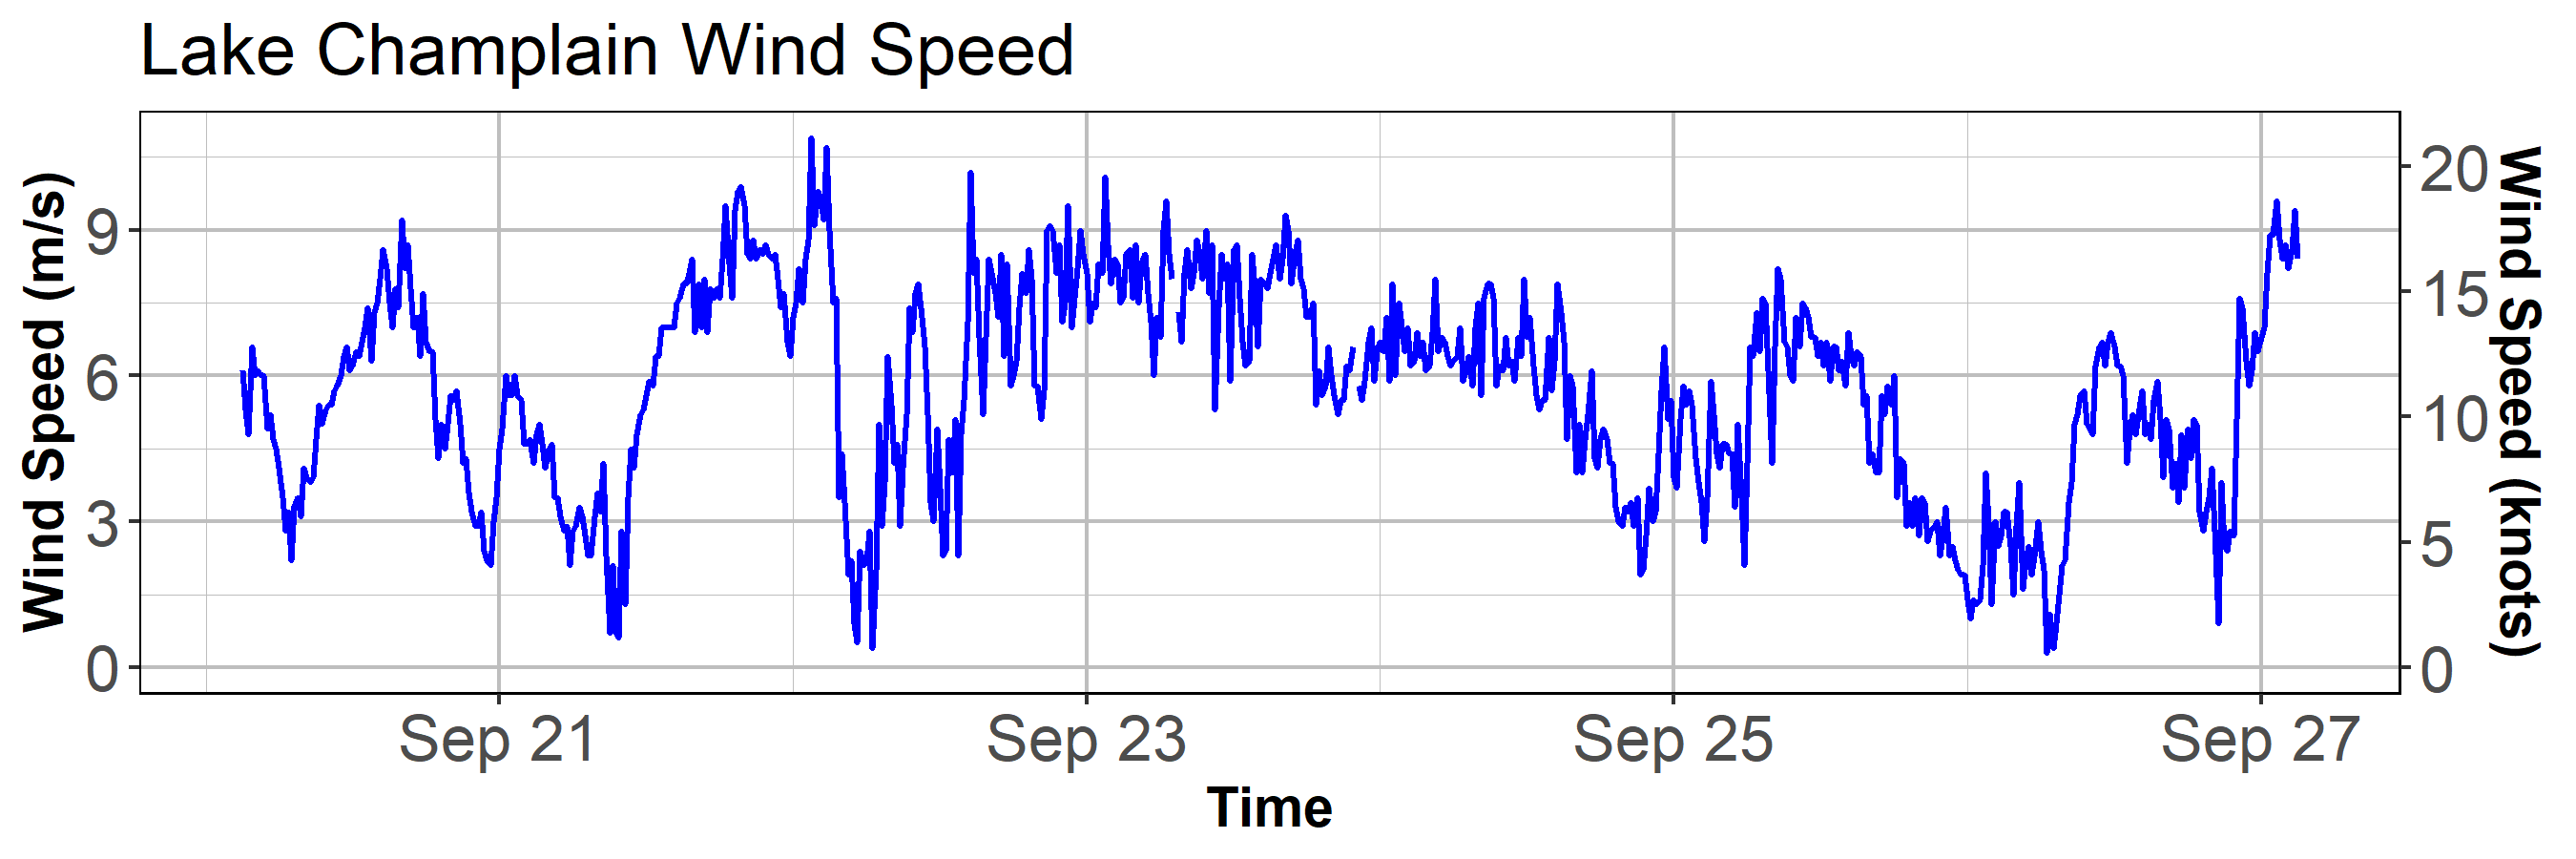 Lake Champlain Wind Speed
Wind Speed (m/s)
9
6
3
0
20
15
10
5
0
Wind Speed (knots)
Sep 21
Sep 23
Sep 25
Sep 27
Time